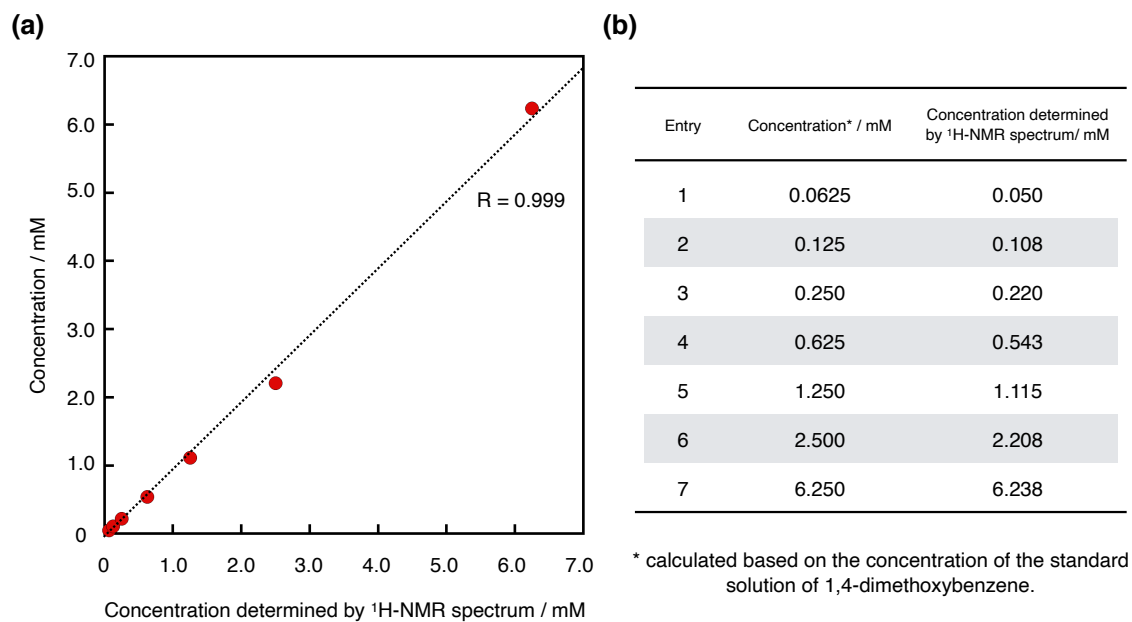 (a)
7.0
6.0
5.0
4.0
3.0
2.0
1.0
0
Concentration / mM
R = 0.999
0 1.0 2.0 3.0 4.0 5.0 6.0 7.0
Concentration determined by ¹H-NMR spectrum / mM
(b)
Entry Concentration* / mM Concentration determined
by ¹H-NMR spectrum/ mM
1 0.0625 0.050
2 0.125 0.108
3 0.250 0.220
4 0.625 0.543
5 1.250 1.115
6 2.500 2.208
7 6.250 6.238
* calculated based on the concentration of the standard
solution of 1,4-dimethoxybenzene.